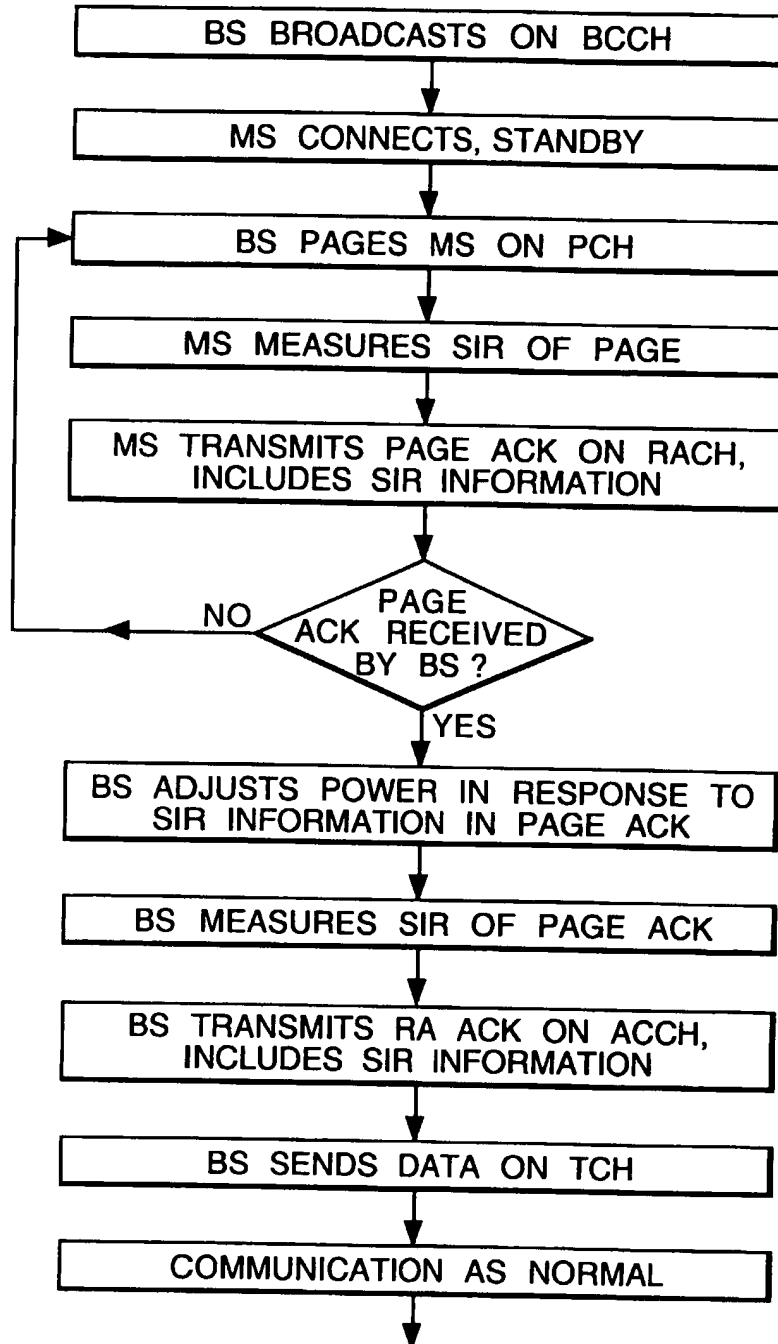 BS BROADCASTS ON BCCH
MS CONNECTS, STANDBY
BS PAGES MS ON PCH
MS MEASURES SIR OF PAGE
MS TRANSMITS PAGE ACK ON RACH,
INCLUDES SIR INFORMATION
NO
PAGE
ACK RECEIVED
BY BS ?
YES
BS ADJUSTS POWER IN RESPONSE TO
SIR INFORMATION IN PAGE ACK
BS MEASURES SIR OF PAGE ACK
BS TRANSMITS RA ACK ON ACCH,
INCLUDES SIR INFORMATION
BS SENDS DATA ON TCH
COMMUNICATION AS NORMAL